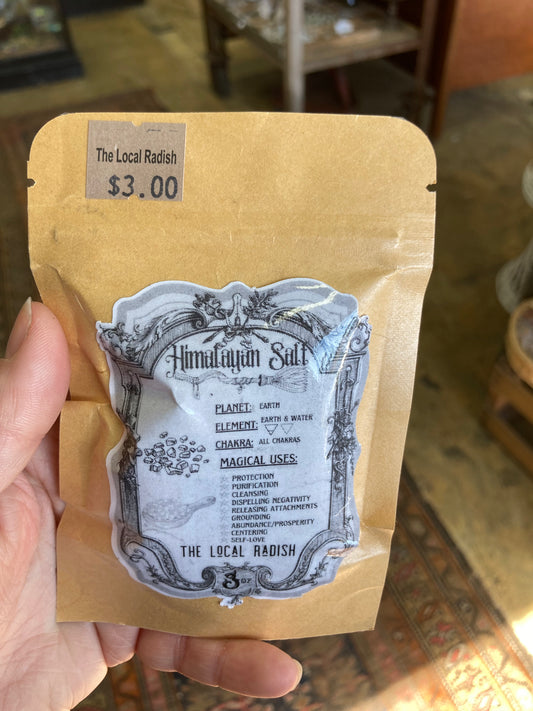 The Local Radish
$3.00
Himalayan Salt
PLANET: EARTH
ELEMENT: EARTH & WATER
CHAKRA: ALL CHAKRAS
MAGICAL USES:
PROTECTION
PURIFICATION
CLEANSING
DISPELLING NEGATIVITY
RELEASING ATTACHMENTS
GROUNDING
ABUNDANCE/PROSPERITY
CENTERING
SELF-LOVE
THE LOCAL RADISH
3 OZ